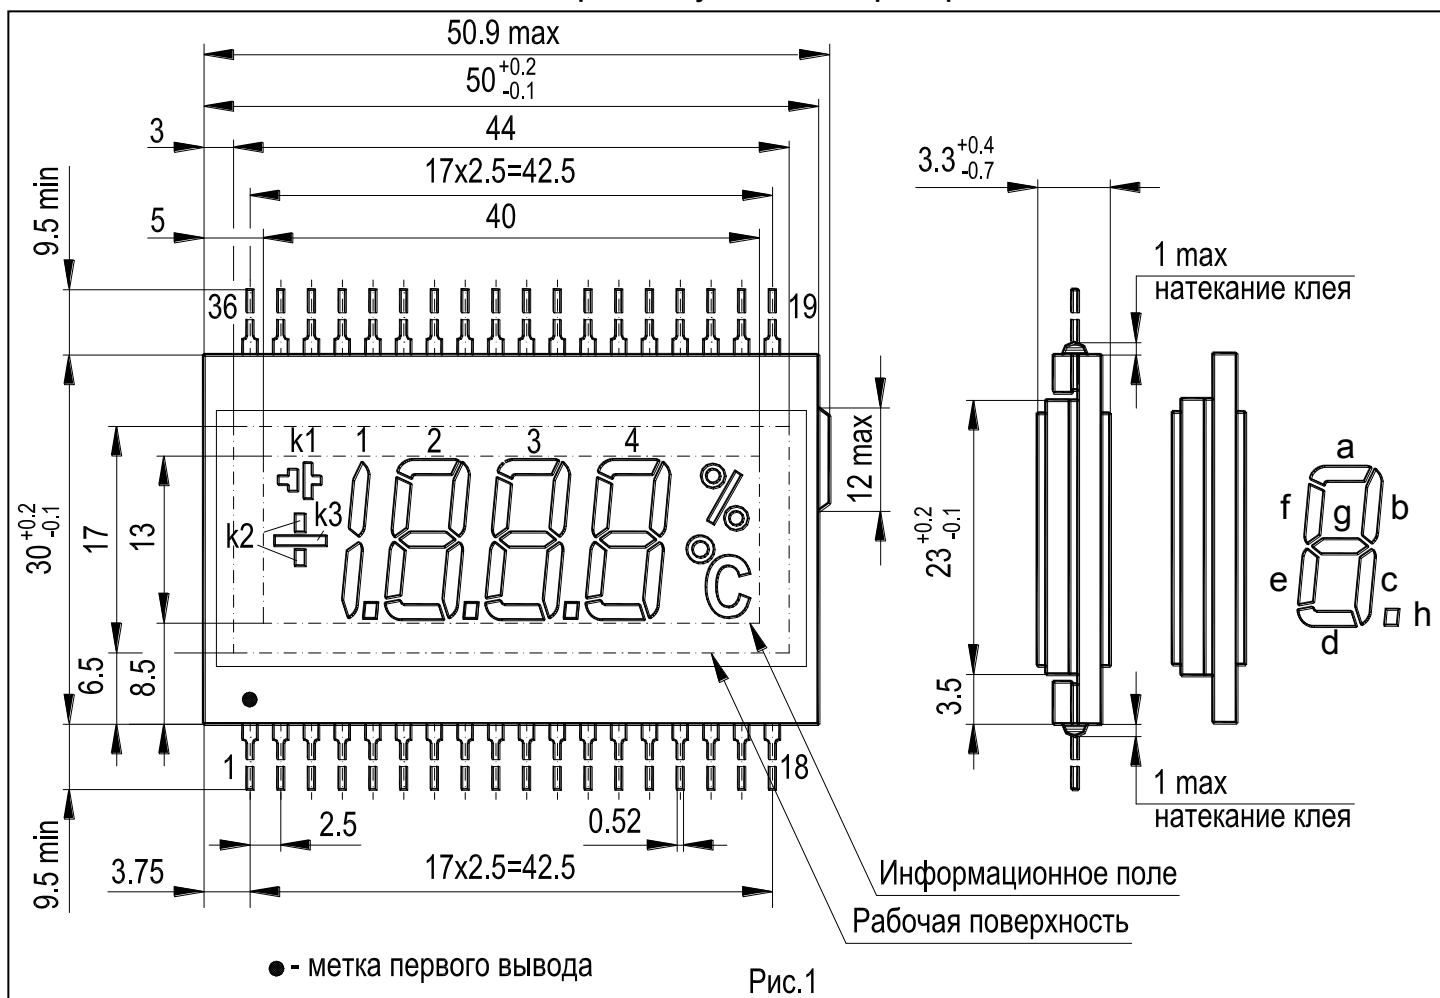 50.9 max
50 +0.2 -0.1
3
44
17x2.5=42.5
5
40
9.5 min
3.3 +0.4 -0.7
1 max
натекание клея
36
19
k1
1
2
3
4
k2
k3
12 max
30 +0.2 -0.1
17
13
6.5
8.5
23 +0.2 -0.1
3.5
a
f
g
b
e
c
d
h
1
18
2.5
0.52
9.5 min
3.75
17x2.5=42.5
1 max
натекание клея
% °C
Информационное поле
Рабочая поверхность
● - метка первого вывода
Рис.1